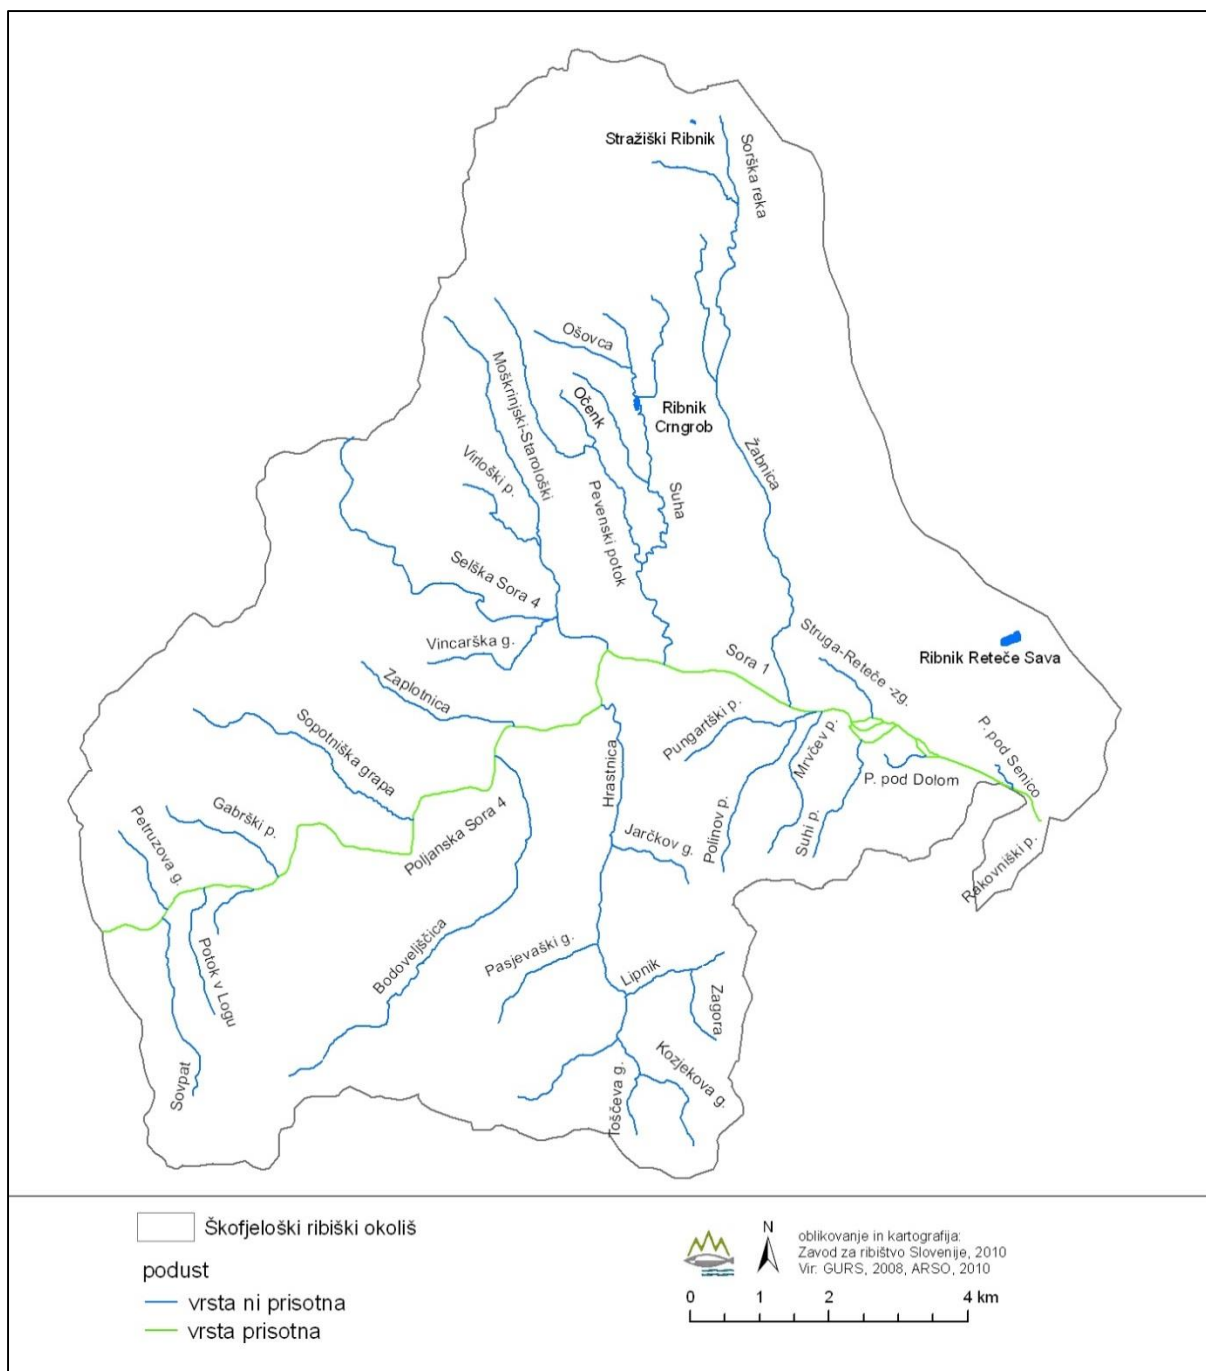 Stražiški Ribnik
Sorška reka
Ošovca
Moškrinjski-Starološki
Očenk
Ribnik
Crngrob
Žabnica
Virloški p.
Suha
Pevenski potok
Selška Sora 4
Vincarška g.
Sora 1
Struga-Reteče -zg.
Ribnik Reteče Sava
Zaplotnica
Sopotniška grapa
Pungartški p.
Hrastnica
Mrvčev p.
P. pod Senico
P. pod Dolom
Gabrški p.
Petruzova g.
Poljanska Sora 4
Jarčkov g.
Polinov p.
Suhi p.
Rakovniški p.
Potok v Logu
Bodoveljščica
Pasjevaški g.
Lipnik
Zagora
Sovpat
Kozjekova g.
Toščeva g.
Škofjeloški ribiški okoliš
podust
vrsta ni prisotna
vrsta prisotna
N
oblikovanje in kartografija:
Zavod za ribištvo Slovenije, 2010
Vir: GURS, 2008, ARSO, 2010
0 1 2 4 km